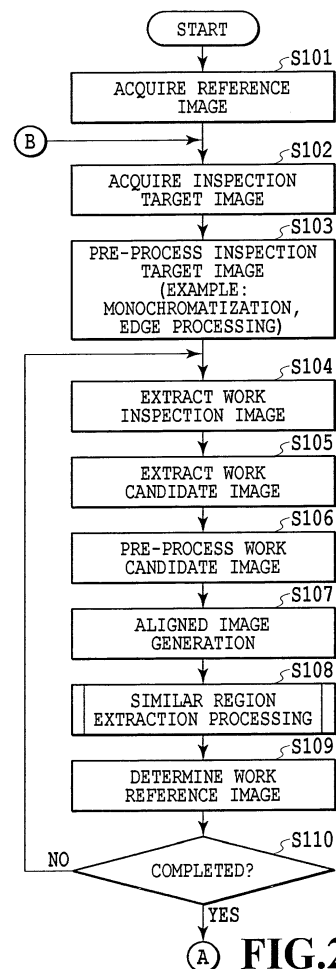 START
S101
ACQUIRE REFERENCE
IMAGE
B
S102
ACQUIRE INSPECTION
TARGET IMAGE
S103
PRE-PROCESS INSPECTION
TARGET IMAGE
(EXAMPLE:
MONOCHROMATIZATION,
EDGE PROCESSING)
S104
EXTRACT WORK
INSPECTION IMAGE
S105
EXTRACT WORK
CANDIDATE IMAGE
S106
PRE-PROCESS WORK
CANDIDATE IMAGE
S107
ALIGNED IMAGE
GENERATION
S108
SIMILAR REGION
EXTRACTION PROCESSING
S109
DETERMINE WORK
REFERENCE IMAGE
S110
NO
COMPLETED?
YES
A
FIG.2